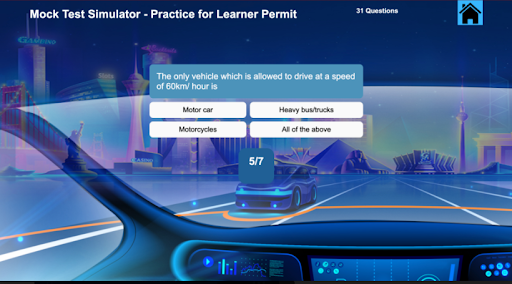 Mock Test Simulator - Practice for Learner Permit
31 Questions
The only vehicle which is allowed to drive at a speed
of 60km/ hour is
Motor car
Heavy bus/trucks
Motorcycles
All of the above
5/7